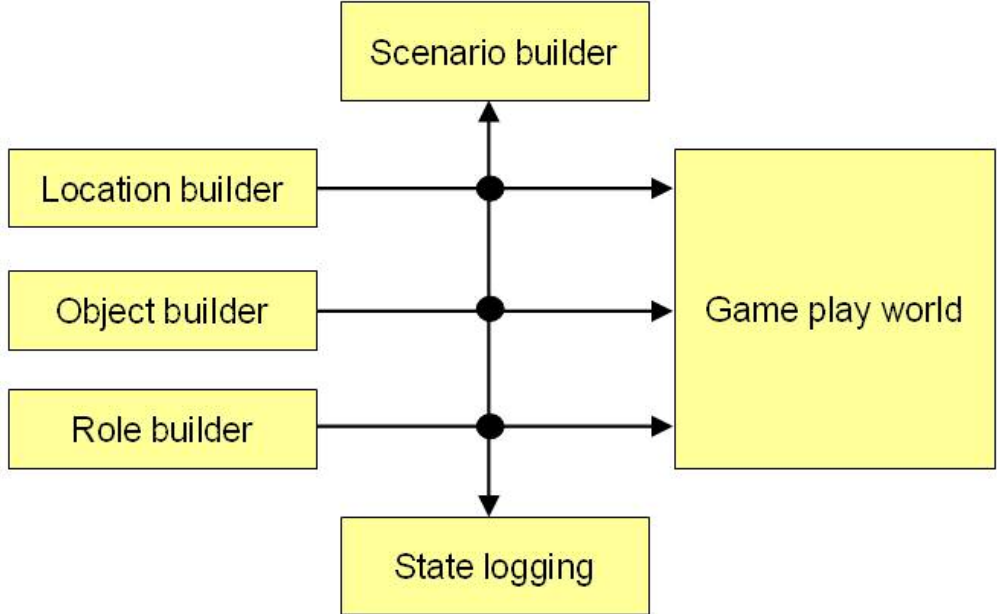 Scenario builder
Location builder
Object builder
Game play world
Role builder
State logging